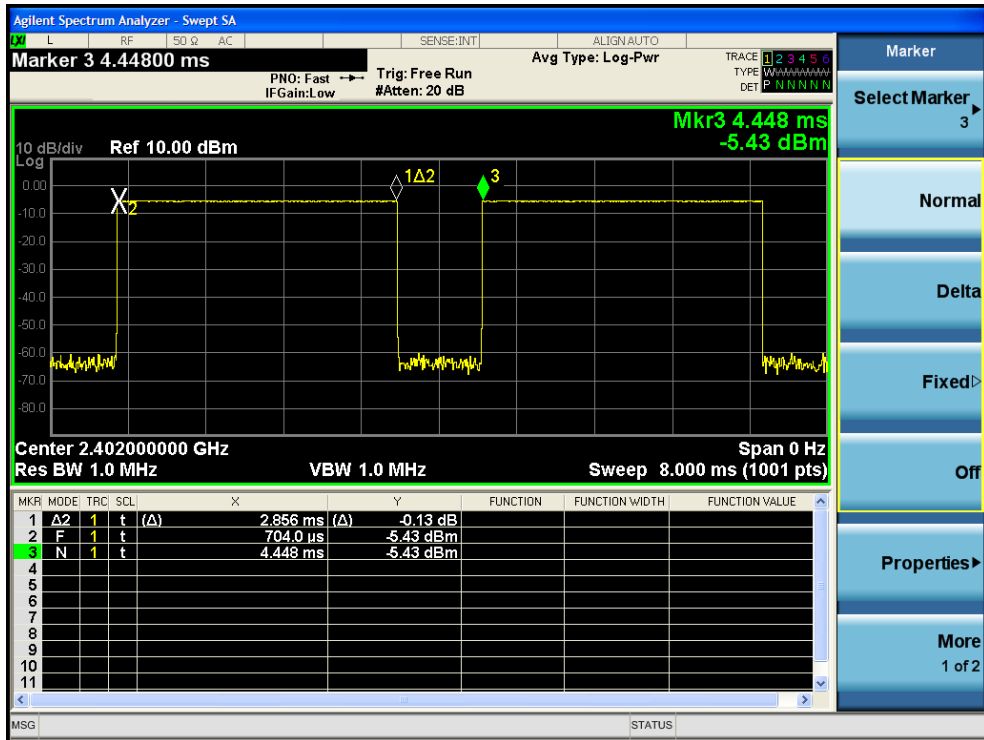 Agilent Spectrum Analyzer - Swept SA
LXI L RF 50 Ω AC SENSE:INT ALIGN AUTO
Marker 3 4.44800 ms
PNO: Fast
IFGain:Low
Trig: Free Run
#Atten: 20 dB
Avg Type: Log-Pwr
TRACE 1 2 3 4 5 6
TYPE W
DET P N N N N N
Mkr3 4.448 ms
-5.43 dBm
10 dB/div Ref 10.00 dBm
Log
0.00
-10.0
-20.0
-30.0
-40.0
-50.0
-60.0
-70.0
-80.0
X2
1Δ2
3
Center 2.402000000 GHz Span 0 Hz
Res BW 1.0 MHz VBW 1.0 MHz Sweep 8.000 ms (1001 pts)
MKR MODE TRC SCL X Y FUNCTION FUNCTION WIDTH FUNCTION VALUE
1 Δ2 1 t (Δ) 2.856 ms (Δ) -0.13 dB
2 F 1 t 704.0 µs -5.43 dBm
3 N 1 t 4.448 ms -5.43 dBm
4
5
6
7
8
9
10
11
MSG STATUS
Marker
Select Marker
3
Normal
Delta
Fixed
Off
Properties
More
1 of 2